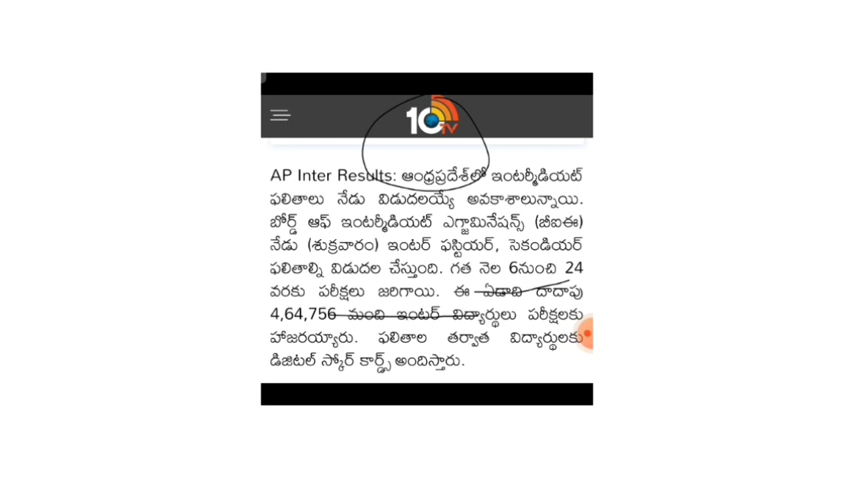 10TV
AP Inter Results: ఆంధ్రప్రదేశ్‌లో ఇంటర్మీడియట్
ఫలితాలు నేడు విడుదలయ్యే అవకాశాలున్నాయి.
బోర్డ్ ఆఫ్ ఇంటర్మీడియట్ ఎగ్జామినేషన్స్ (బీఐఈ)
నేడు (శుక్రవారం) ఇంటర్ ఫస్టియర్, సెకండియర్
ఫలితాల్ని విడుదల చేస్తుంది. గత నెల 6నుంచి 24
వరకు పరీక్షలు జరిగాయి. ఈ ఏడాది దాదాపు
4,64,756 మంది ఇంటర్ విద్యార్థులు పరీక్షలకు
హాజరయ్యారు. ఫలితాల తర్వాత విద్యార్థులకు
డిజిటల్ స్కోర్ కార్డ్స్ అందిస్తారు.